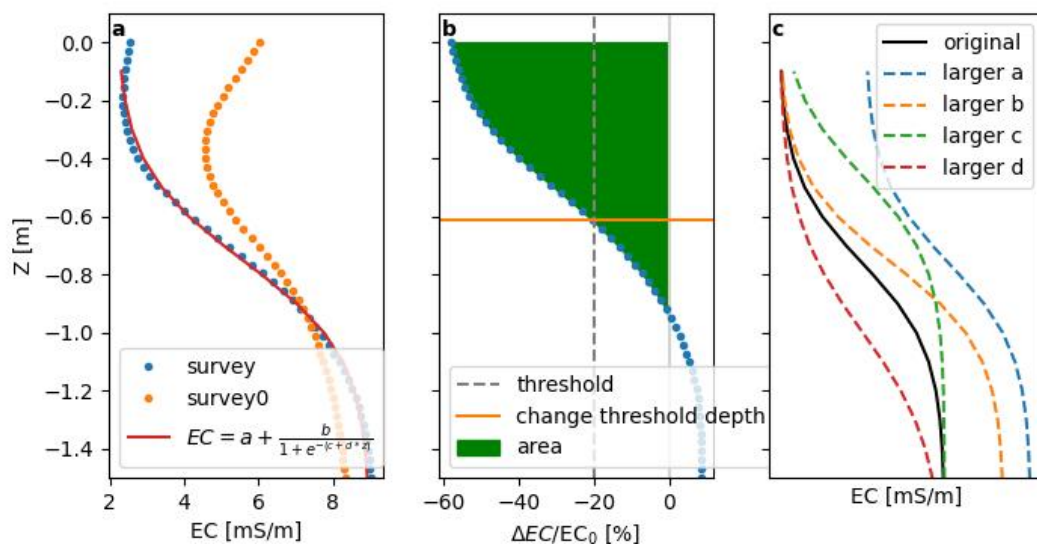 a
b
c
0.0
−0.2
−0.4
−0.6
−0.8
−1.0
−1.2
−1.4
Z [m]
survey
survey0
EC = a + b / 1 + e^−(c+d*z)
2 4 6 8
EC [mS/m]
threshold
change threshold depth
area
−60 −40 −20 0
ΔEC/EC₀ [%]
original
larger a
larger b
larger c
larger d
EC [mS/m]